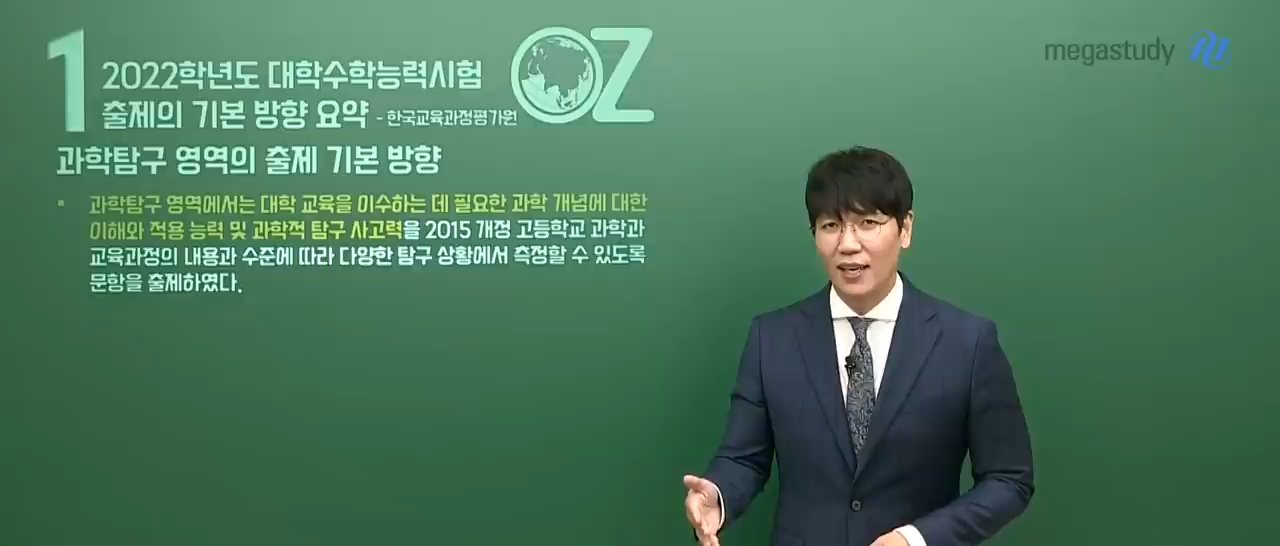 1
2022학년도 대학수학능력시험
출제의 기본 방향 요약 - 한국교육과정평가원
OZ
megastudy
과학탐구 영역의 출제 기본 방향
▪ 과학탐구 영역에서는 대학 교육을 이수하는 데 필요한 과학 개념에 대한
이해와 적용 능력 및 과학적 탐구 사고력을 2015 개정 고등학교 과학과
교육과정의 내용과 수준에 따라 다양한 탐구 상황에서 측정할 수 있도록
문항을 출제하였다.